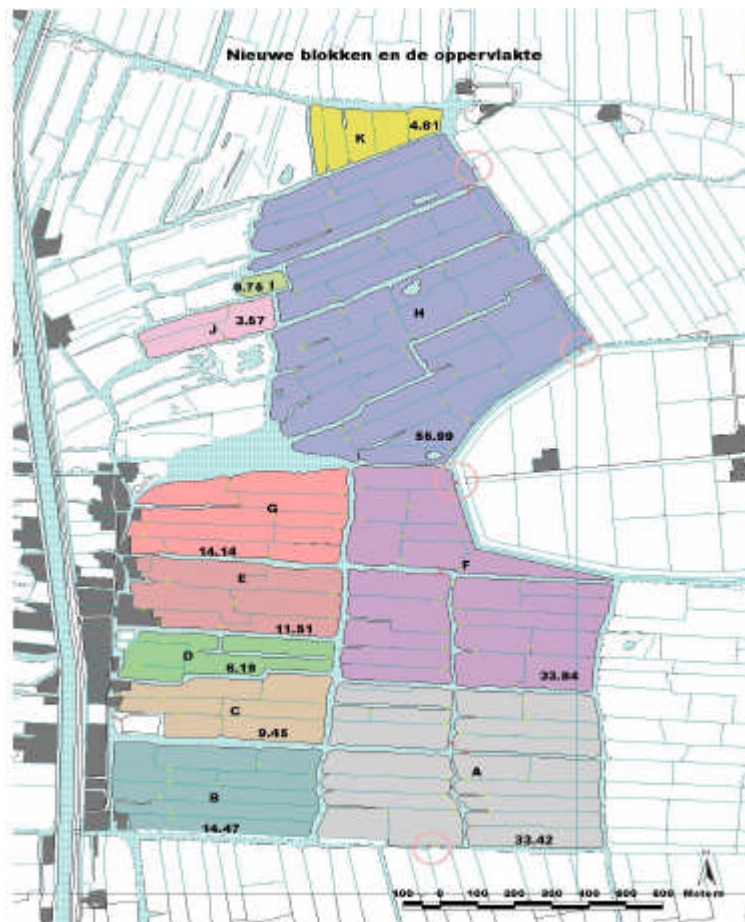 Nieuwe blokken en de oppervlakte
4.81
K
0.75 I
J 3.57
H
55.99
G
14.14
F
E
11.51
D
6.19
33.84
C
9.45
A
B
14.47
33.42
N
Meters
100 0 100 200 300 400 500 600